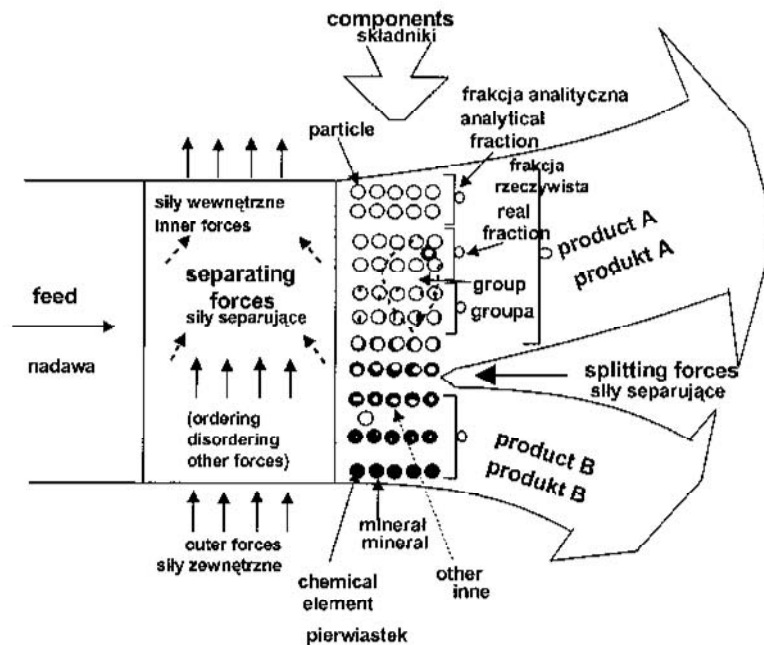 components
składniki
frakcja analityczna
analytical
fraction
particle
frakcja
rzeczywista
real
fraction
siły wewnętrzne
inner forces
product A
produkt A
separating
forces
siły separujące
feed
nadawa
group
groupa
splitting forces
siły separujące
(ordering
disordering
other forces)
product B
produkt B
minerał
mineral
outer forces
siły zewnętrzne
other
inne
chemical
element
pierwiastek